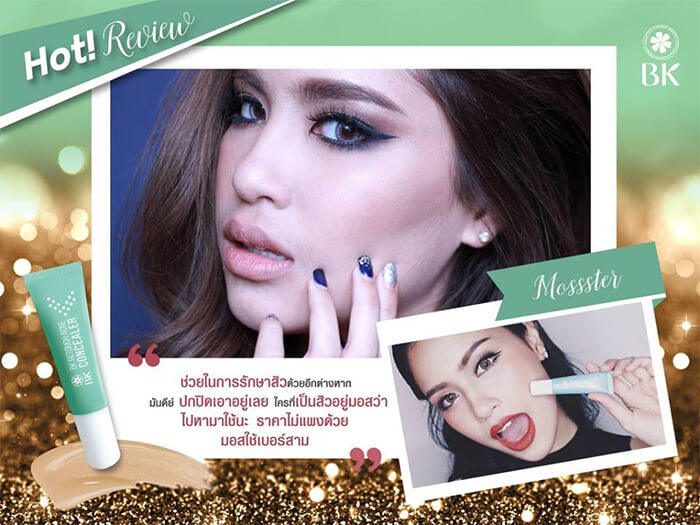 Hot! Review
BK
Mossster
BK RETOUCH ACNE
BK CONCEALER
❝
ช่วยในการรักษาสิวด้วยอีกต่างหาก
มันดีย์ ปกปิดเอาอยู่เลย ใครที่เป็นสิวอยู่มอสว่า
ไปหามาใช้นะ ราคาไม่แพงด้วย
มอสใช้เบอร์สาม
❞